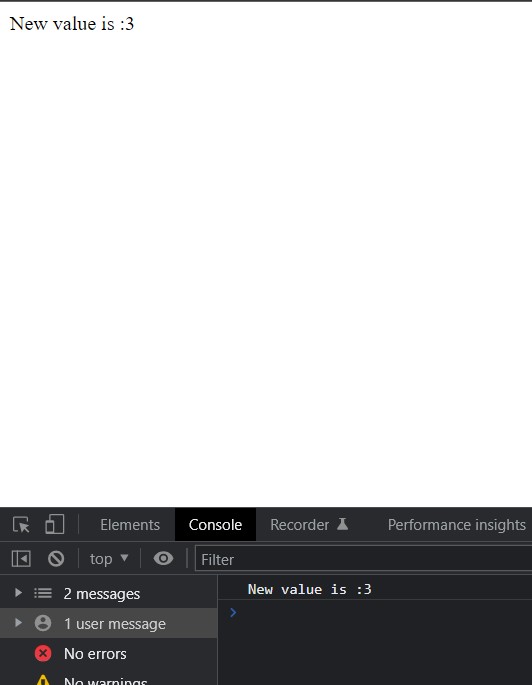 New value is :3
Elements Console Recorder Performance insights
top Filter
2 messages
New value is :3
1 user message
No errors
No warnings